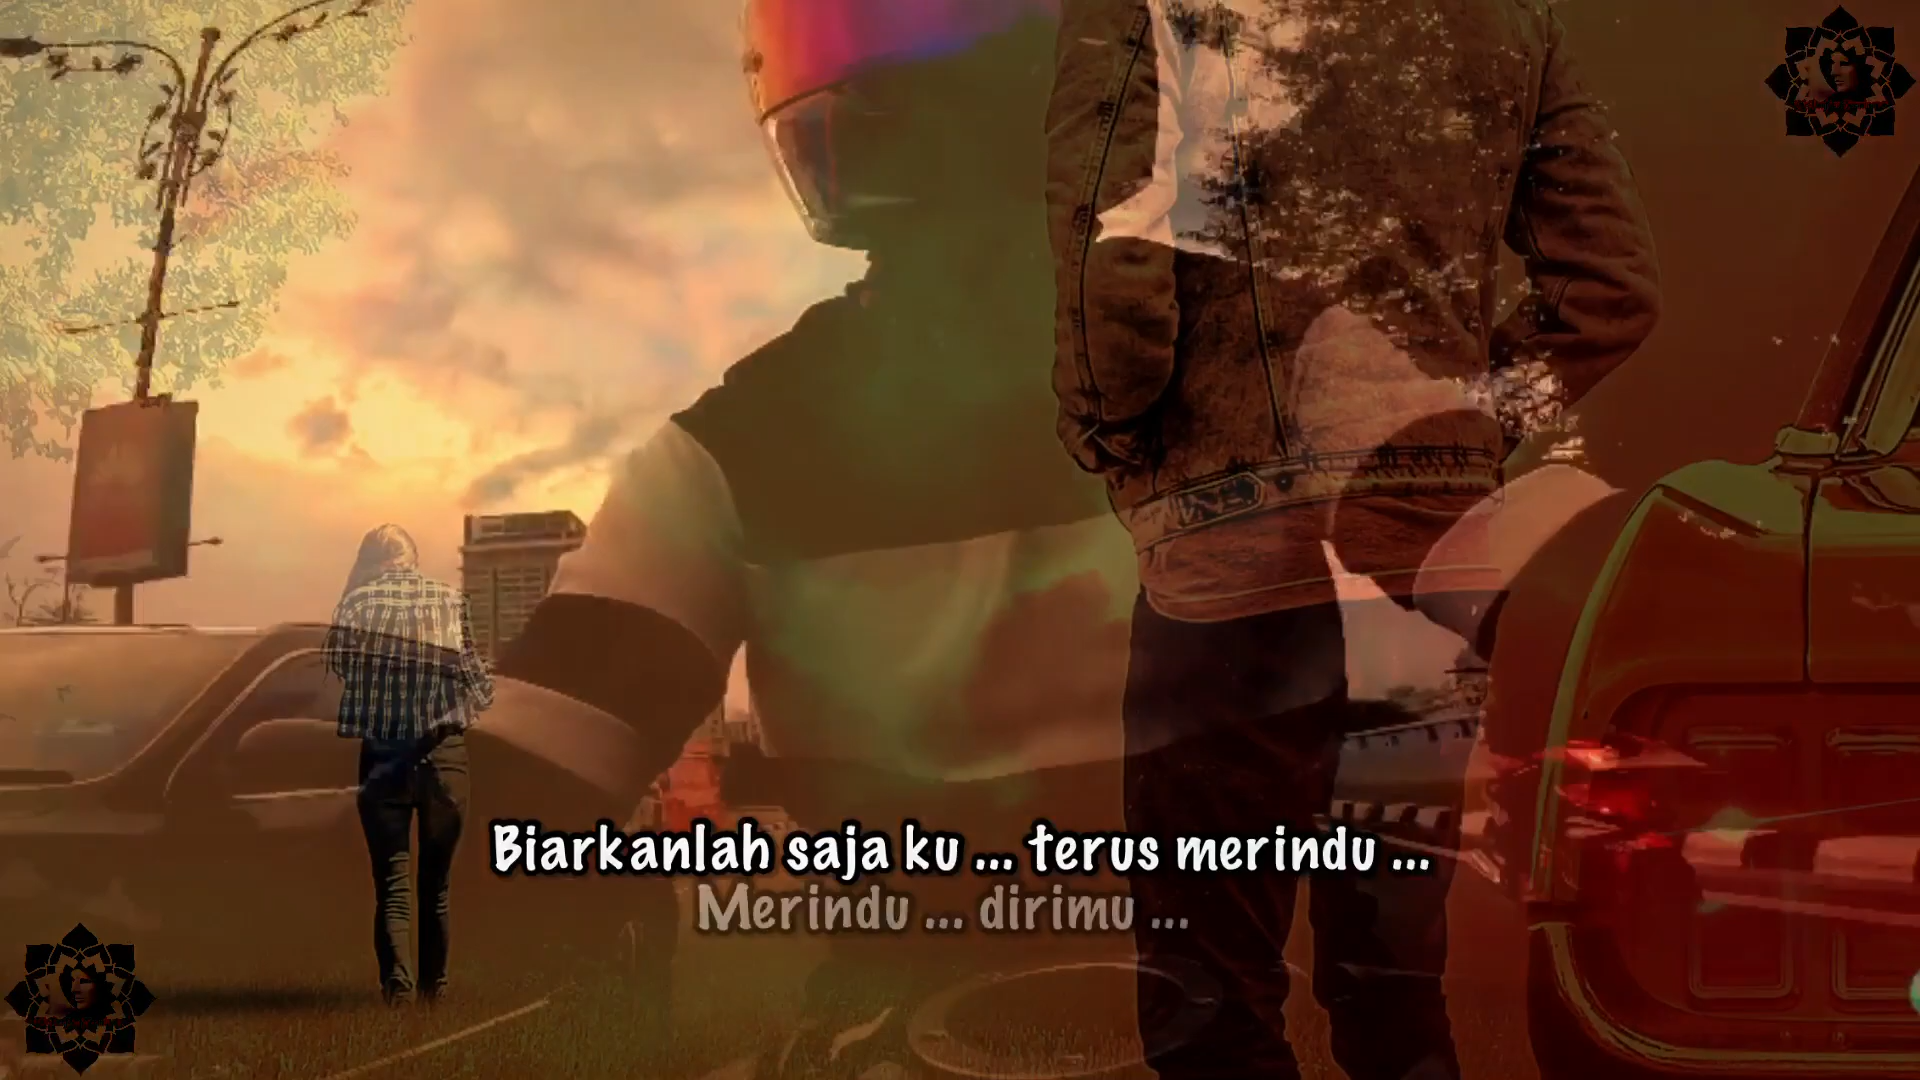 Biarkanlah saja ku ... terus merindu ...
Merindu ... dirimu ...